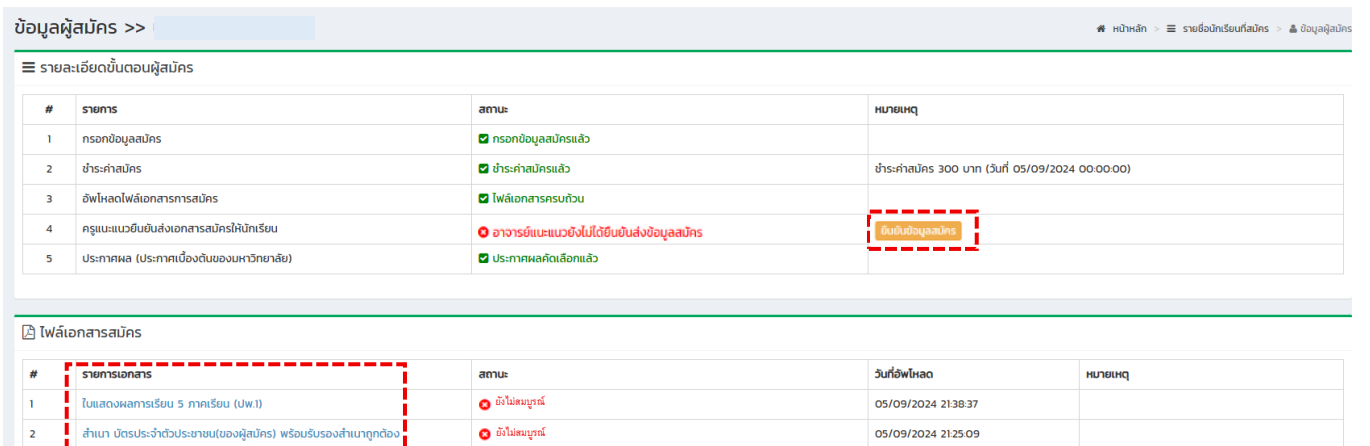 ข้อมูลผู้สมัคร >>
หน้าหลัก > รายชื่อนักเรียนที่สมัคร > ข้อมูลผู้สมัคร
รายละเอียดขั้นตอนผู้สมัคร
# รายการ สถานะ หมายเหตุ
1 กรอกข้อมูลสมัคร กรอกข้อมูลสมัครแล้ว
2 ชำระค่าสมัคร ชำระค่าสมัครแล้ว ชำระค่าสมัคร 300 บาท (วันที่ 05/09/2024 00:00:00)
3 อัพโหลดไฟล์เอกสารการสมัคร ไฟล์เอกสารครบถ้วน
4 ครูแนะแนวยืนยันส่งเอกสารสมัครให้นักเรียน อาจารย์แนะแนวยังไม่ได้ยืนยันส่งข้อมูลสมัคร ยืนยันข้อมูลสมัคร
5 ประกาศผล (ประกาศเบื้องต้นของมหาวิทยาลัย) ประกาศผลคัดเลือกแล้ว
ไฟล์เอกสารสมัคร
# รายการเอกสาร สถานะ วันที่อัพโหลด หมายเหตุ
1 ใบแสดงผลการเรียน 5 ภาคเรียน (ปพ.1) ยังไม่สมบูรณ์ 05/09/2024 21:38:37
2 สำเนา บัตรประจำตัวประชาชน(ของผู้สมัคร) พร้อมรับรองสำเนาถูกต้อง ยังไม่สมบูรณ์ 05/09/2024 21:25:09